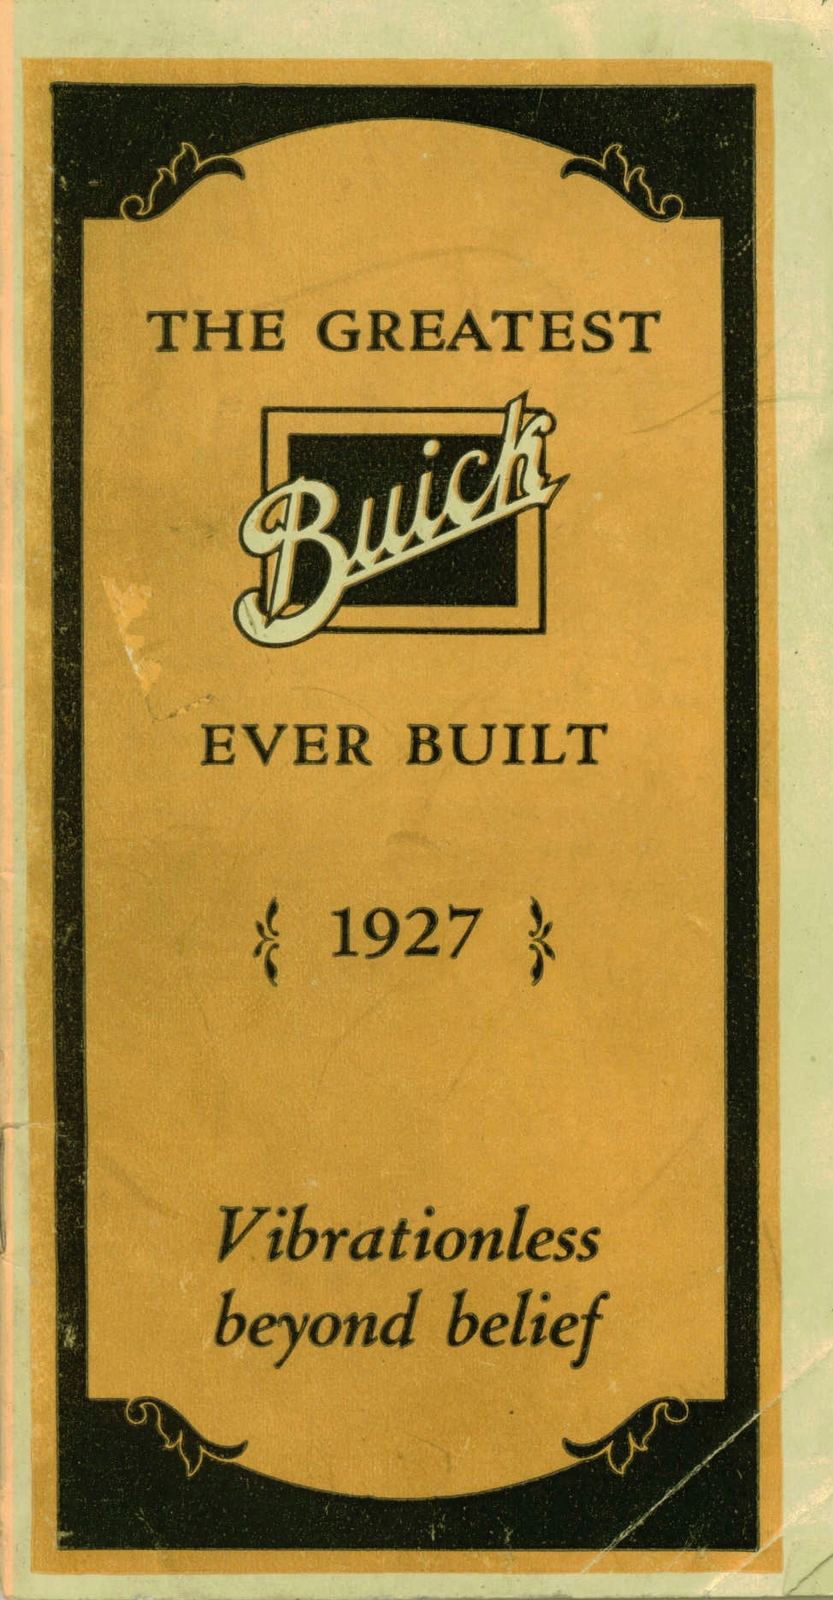 THE GREATEST
Buick
EVER BUILT
1927
Vibrationless
beyond belief